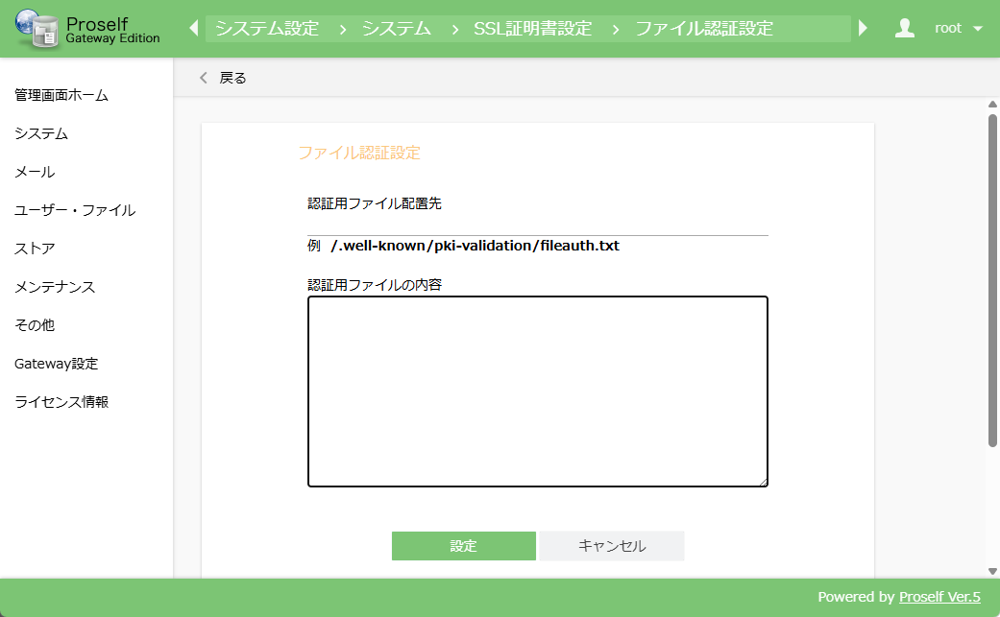 Proself
Gateway Edition
システム設定 > システム > SSL証明書設定 > ファイル認証設定
root
戻る
管理画面ホーム
システム
メール
ユーザー・ファイル
ストア
メンテナンス
その他
Gateway設定
ライセンス情報
ファイル認証設定
認証用ファイル配置先
例 /.well-known/pki-validation/fileauth.txt
認証用ファイルの内容
設定 キャンセル
Powered by Proself Ver.5